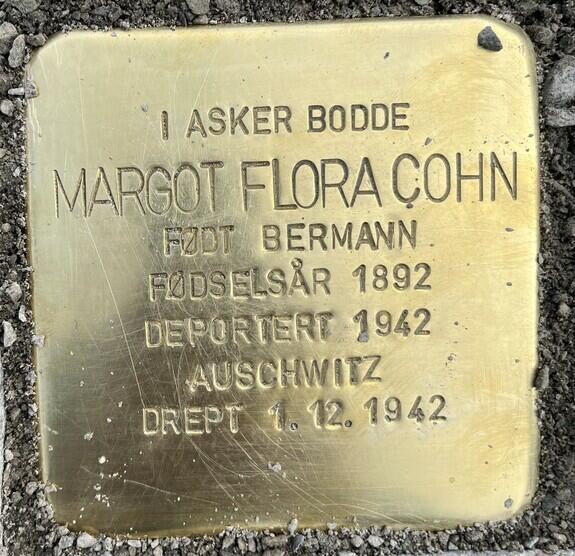 I ASKER BODDE
MARGOT FLORA COHN
FØDT BERMANN
FØDSELSÅR 1892
DEPORTERT 1942
AUSCHWITZ
DREPT 1.12.1942